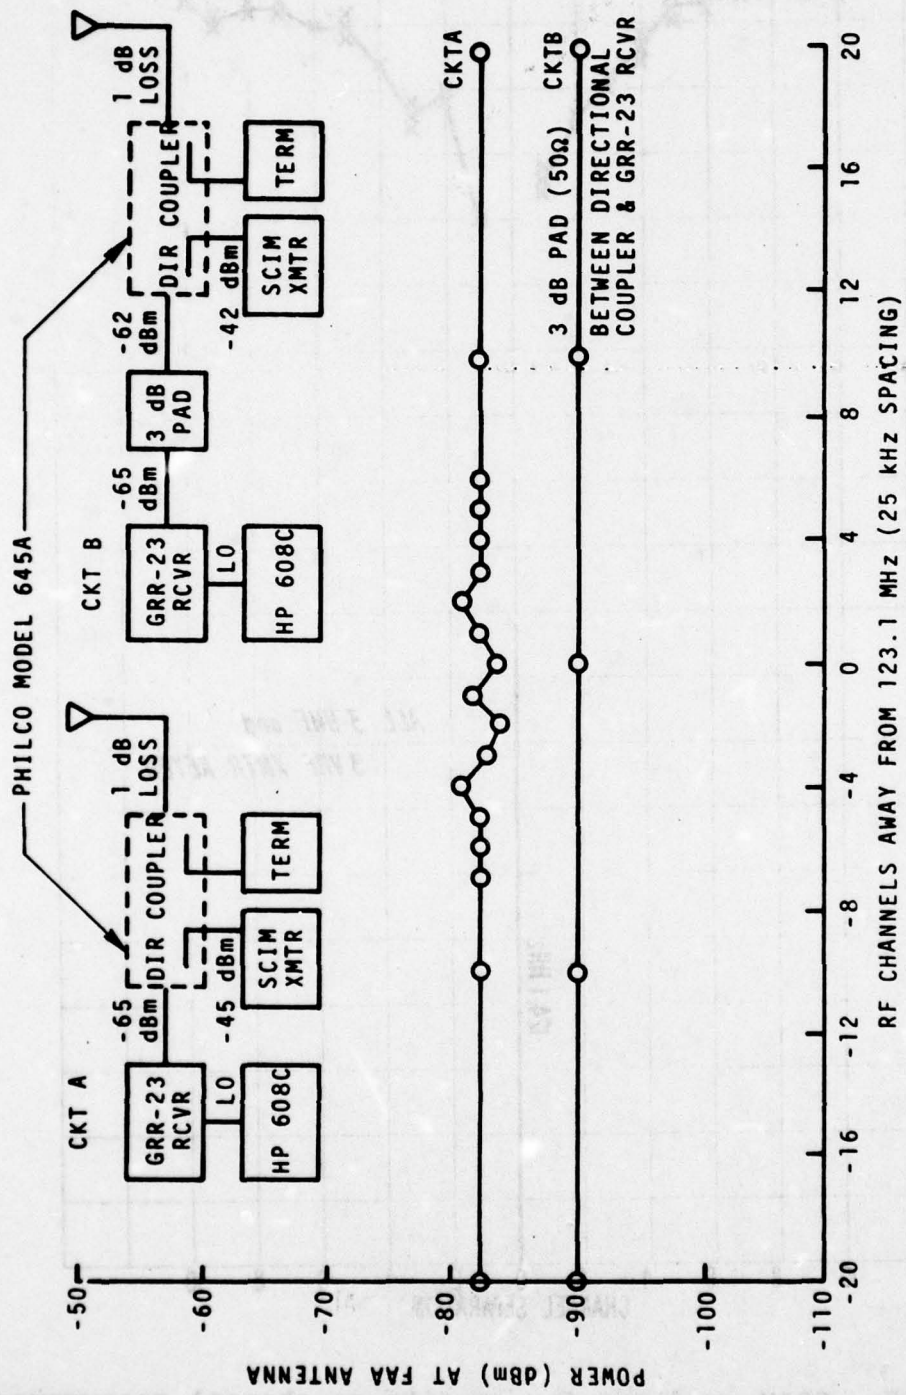 PHILCO MODEL 645A
CKT A
GRR-23
RCVR
-65
dBm
DIR COUPLER
1 dB
LOSS
LO
HP 608C
-45 dBm
SCIM
XMTR
TERM
CKT B
GRR-23
RCVR
-65
dBm
3 dB
PAD
-62
dBm
DIR COUPLER
1 dB
LOSS
LO
HP 608C
-42 dBm
SCIM
XMTR
TERM
POWER (dBm) AT FAA ANTENNA
-50
-60
-70
-80
-90
-100
-110
CKTA
3 dB PAD (50Ω) CKTB
BETWEEN DIRECTIONAL
COUPLER & GRR-23 RCVR
-20 -16 -12 -8 -4 0 4 8 12 16 20
RF CHANNELS AWAY FROM 123.1 MHz (25 kHz SPACING)